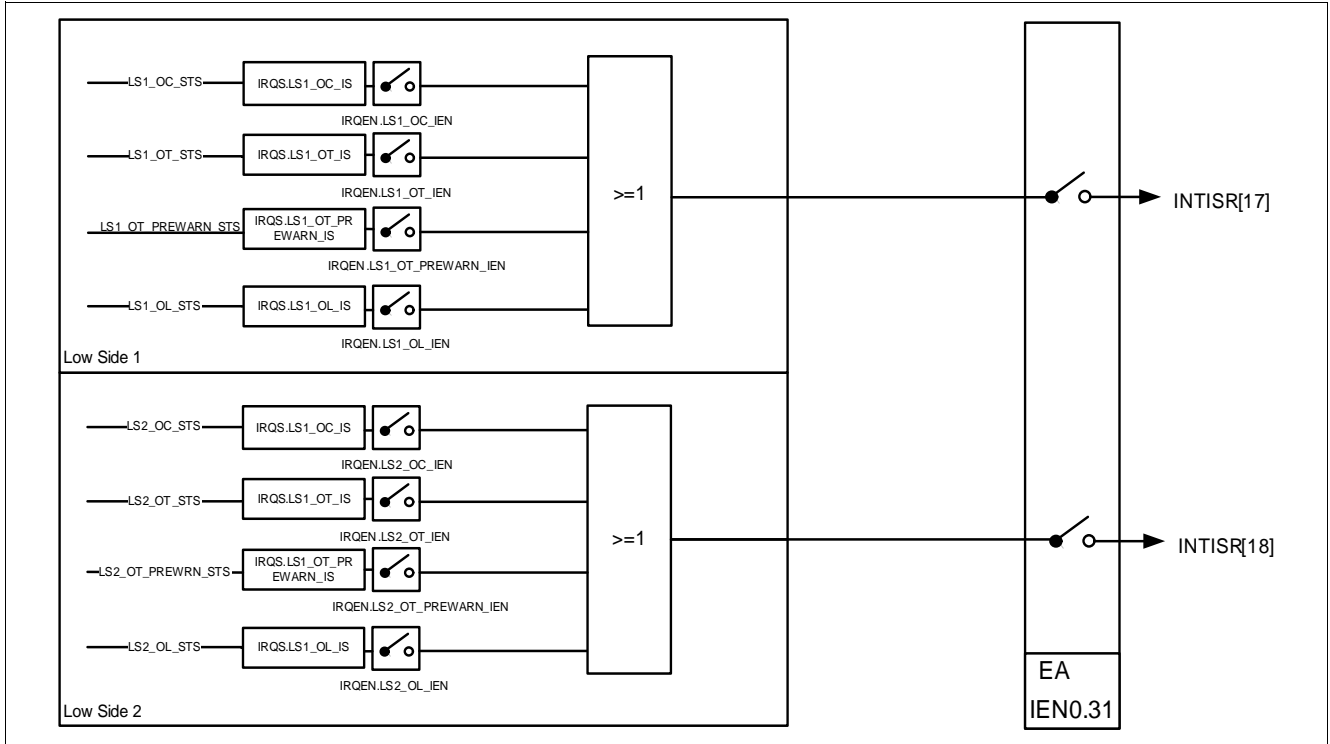 LS1_OC_STS
IRQS.LS1_OC_IS
IRQEN.LS1_OC_IEN
LS1_OT_STS
IRQS.LS1_OT_IS
IRQEN.LS1_OT_IEN
LS1_OT_PREWARN_STS
IRQS.LS1_OT_PR
EWARN_IS
IRQEN.LS1_OT_PREWARN_IEN
LS1_OL_STS
IRQS.LS1_OL_IS
IRQEN.LS1_OL_IEN
>=1
Low Side 1
INTISR[17]
LS2_OC_STS
IRQS.LS1_OC_IS
IRQEN.LS2_OC_IEN
LS2_OT_STS
IRQS.LS1_OT_IS
IRQEN.LS2_OT_IEN
LS2_OT_PREWRN_STS
IRQS.LS1_OT_PR
EWARN_IS
IRQEN.LS2_OT_PREWARN_IEN
LS2_OL_STS
IRQS.LS1_OL_IS
IRQEN.LS2_OL_IEN
>=1
Low Side 2
INTISR[18]
EA
IEN0.31